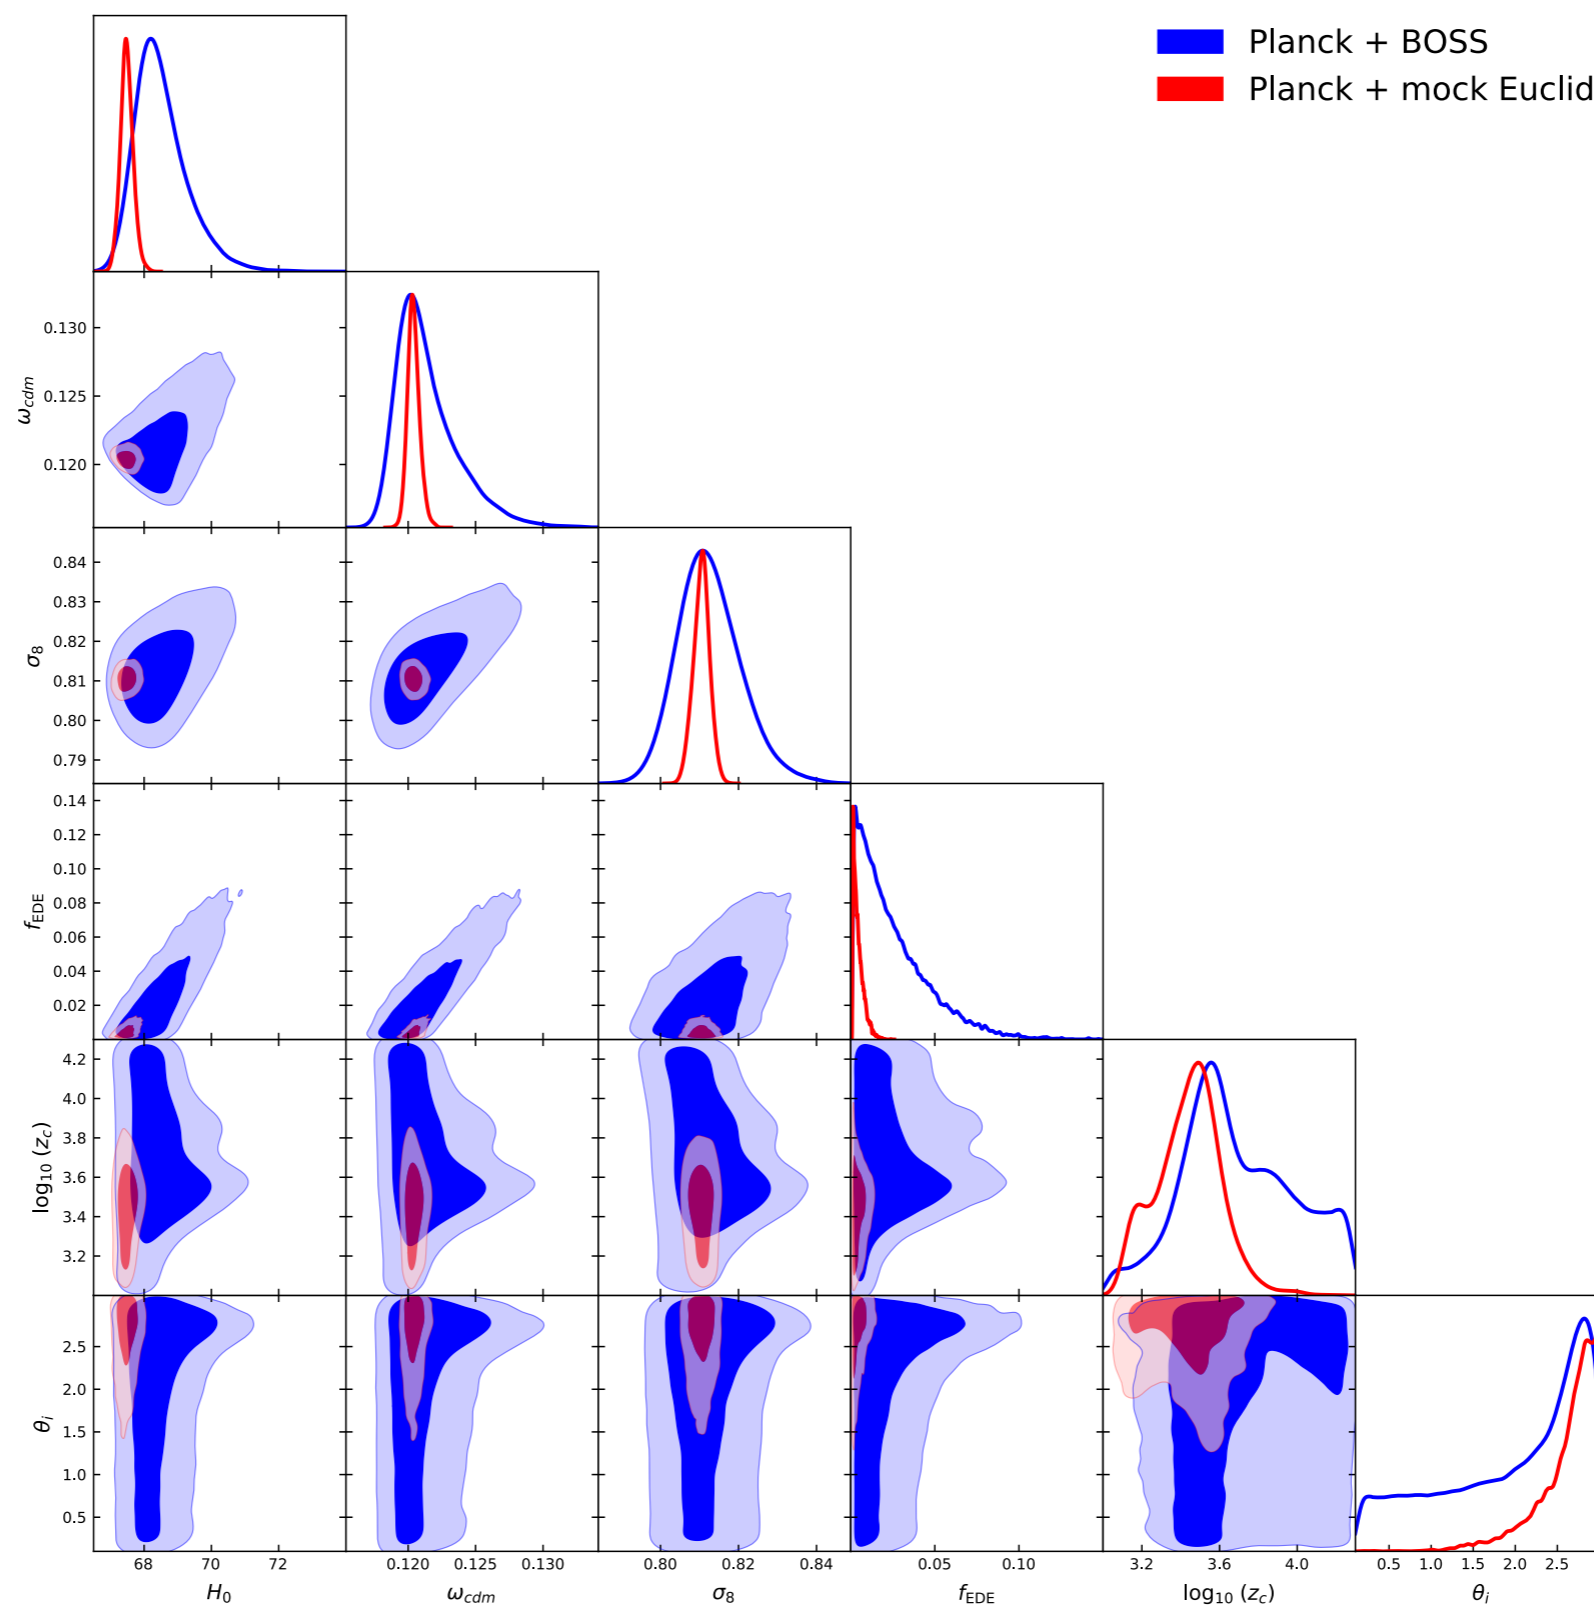 Planck + BOSS
Planck + mock Euclid
0.130
0.125
0.120
ω_cdm
0.84
0.83
0.82
0.81
0.80
0.79
σ₈
0.14
0.12
0.10
0.08
0.06
0.04
0.02
f_EDE
4.2
4.0
3.8
3.6
3.4
3.2
log₁₀ (z_c)
2.5
2.0
1.5
1.0
0.5
θ_i
68 70 72
0.120 0.125 0.130
0.80 0.82 0.84
0.05 0.10
3.2 3.6 4.0
0.5 1.0 1.5 2.0 2.5
H₀ ω_cdm σ₈ f_EDE log₁₀ (z_c) θ_i